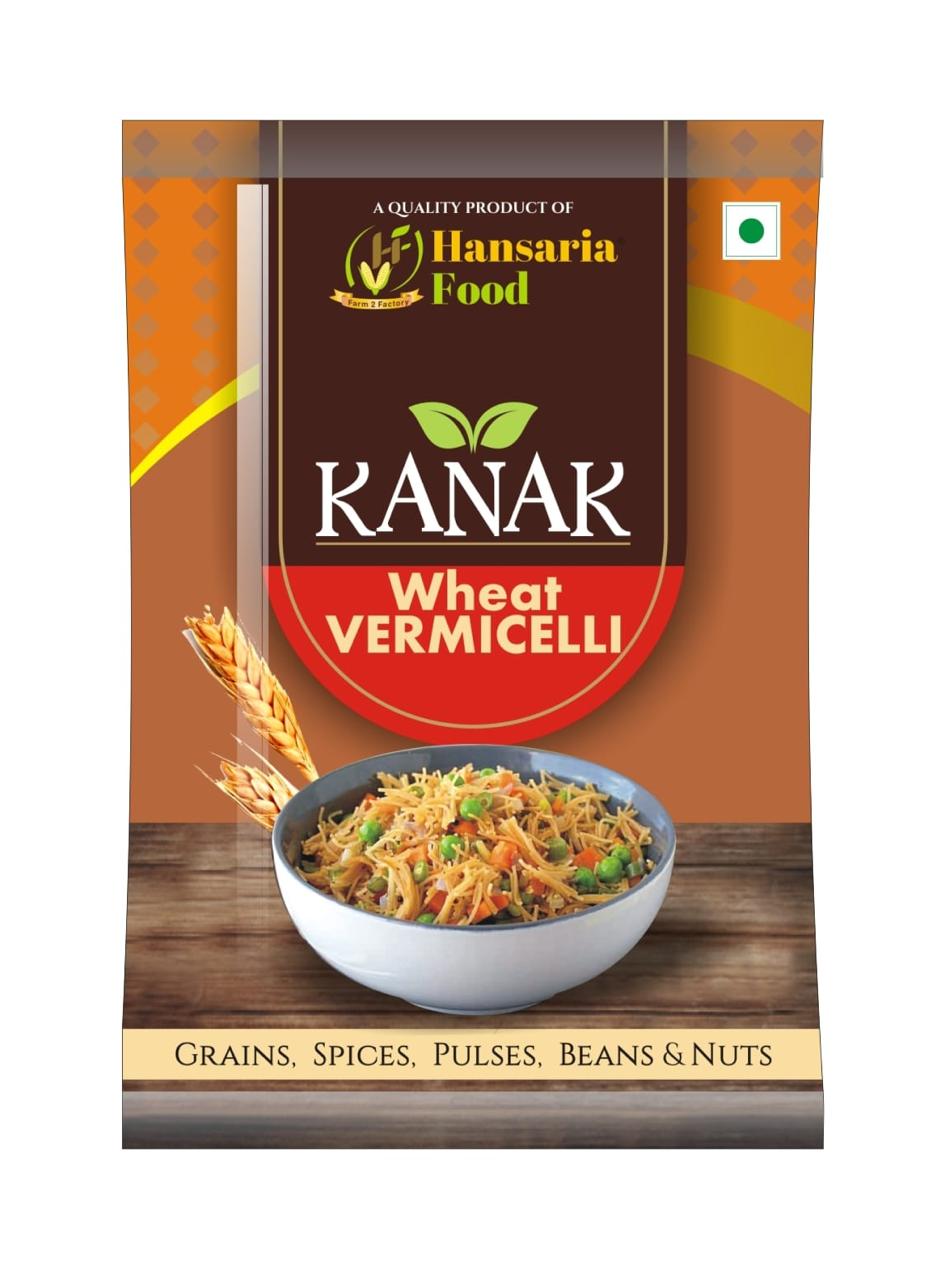 A QUALITY PRODUCT OF
HF
Hansaria
Food
Farm 2 Factory
KANAK
Wheat
VERMICELLI
GRAINS, SPICES, PULSES, BEANS & NUTS